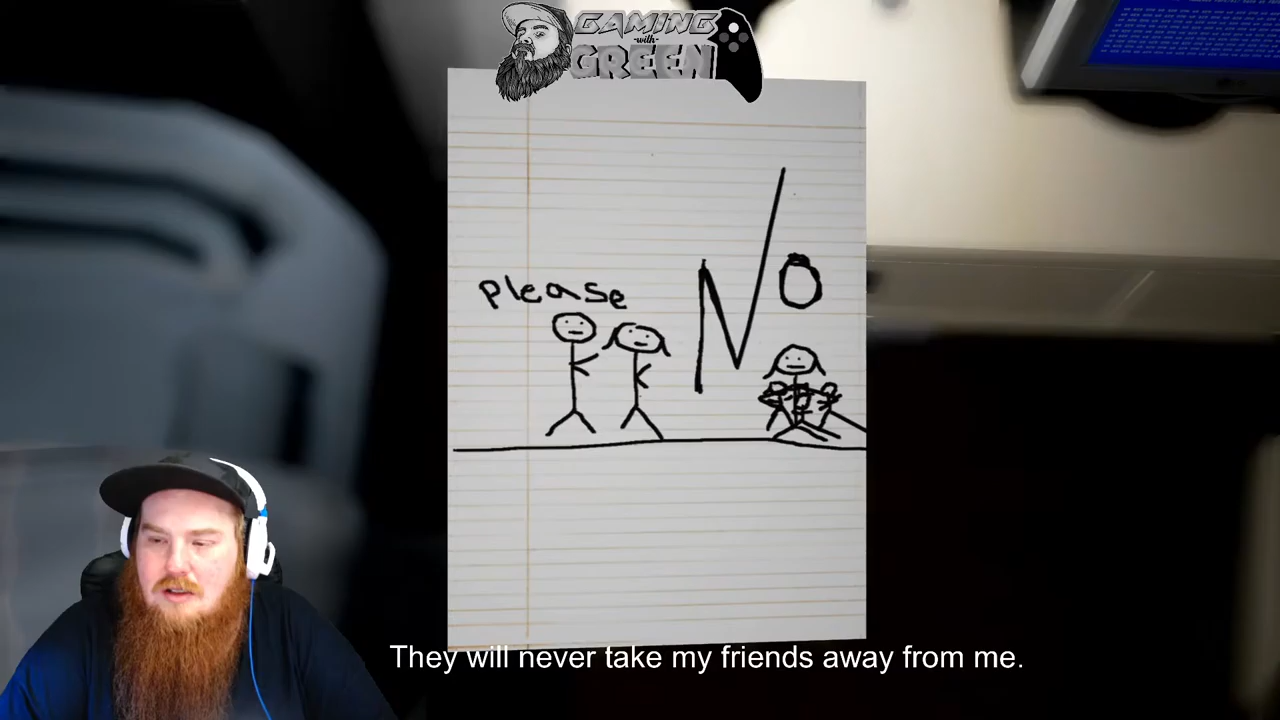 GAMING
-with-
GREEN
please
No
They will never take my friends away from me.